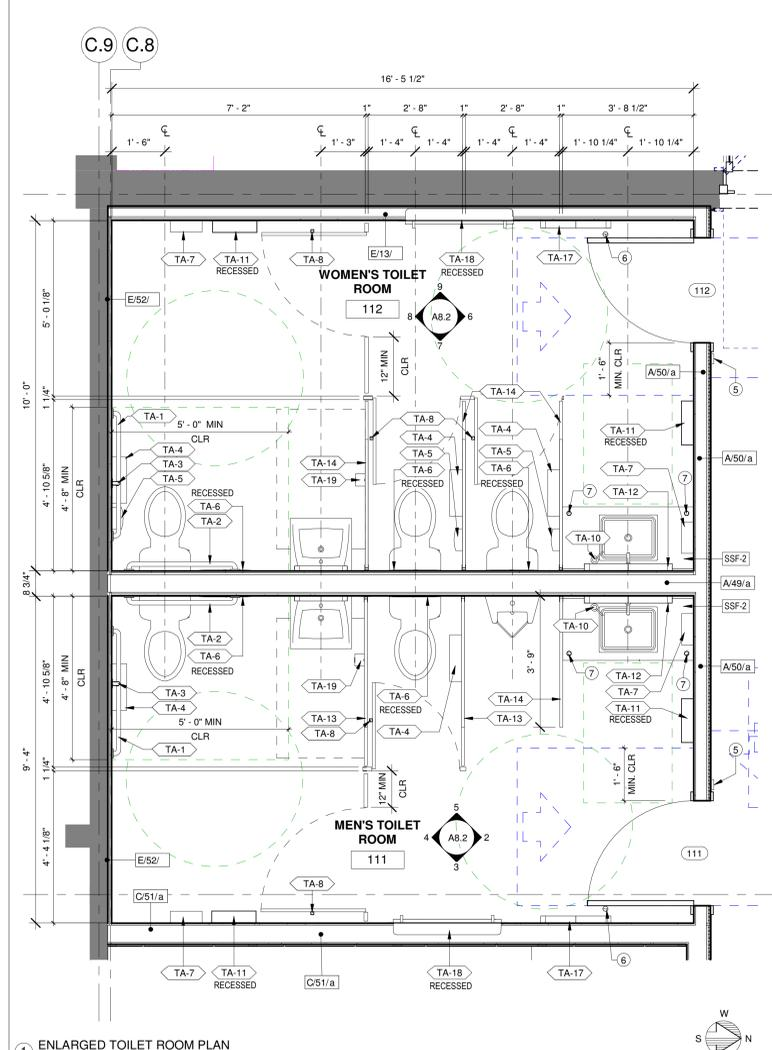 C.9 C.8
16' - 5 1/2"
7' - 2" 1" 2' - 8" 1" 2' - 8" 1" 3' - 8 1/2"
1' - 6" 1' - 3" 1' - 4" 1' - 4" 1' - 4" 1' - 4" 1' - 10 1/4" 1' - 10 1/4"
E/13/
TA-7 TA-11 TA-8 TA-18 TA-17 6
RECESSED RECESSED
WOMEN'S TOILET
ROOM
112
112
E/52/
9
8 A8.2 6
7
5' - 0 1/8"
12" MIN
CLR
1' - 6"
MIN. CLR
A/50/a
5
10' - 0"
1 1/4"
TA-14
TA-1
5' - 0" MIN
CLR
TA-8
TA-11
RECESSED
TA-4
TA-3
TA-5
TA-14
TA-19
TA-4
TA-5
TA-6
RECESSED
TA-4
TA-5
TA-6
RECESSED
TA-7
TA-12
A/50/a
4' - 10 5/8"
4' - 8" MIN
CLR
RECESSED
TA-6
TA-2
7
7
TA-10
SSF-2
8 3/4"
A/49/a
SSF-2
TA-2
TA-6
RECESSED
TA-10
4' - 10 5/8"
4' - 8" MIN
CLR
TA-19
TA-6
RECESSED
3' - 9"
7
7
TA-12
TA-7
TA-11
RECESSED
A/50/a
TA-3
TA-4
5' - 0" MIN
CLR
TA-1
TA-13
TA-8
TA-4
TA-14
TA-13
9' - 4"
1 1/4"
12" MIN
CLR
1' - 6"
MIN. CLR
5
4' - 4 1/8"
MEN'S TOILET
ROOM
111
5
4 A8.2 2
3
111
E/52/
C/51/a
TA-8
6
TA-7 TA-11 C/51/a TA-18 TA-17
RECESSED RECESSED
W
S N
1 ENLARGED TOILET ROOM PLAN